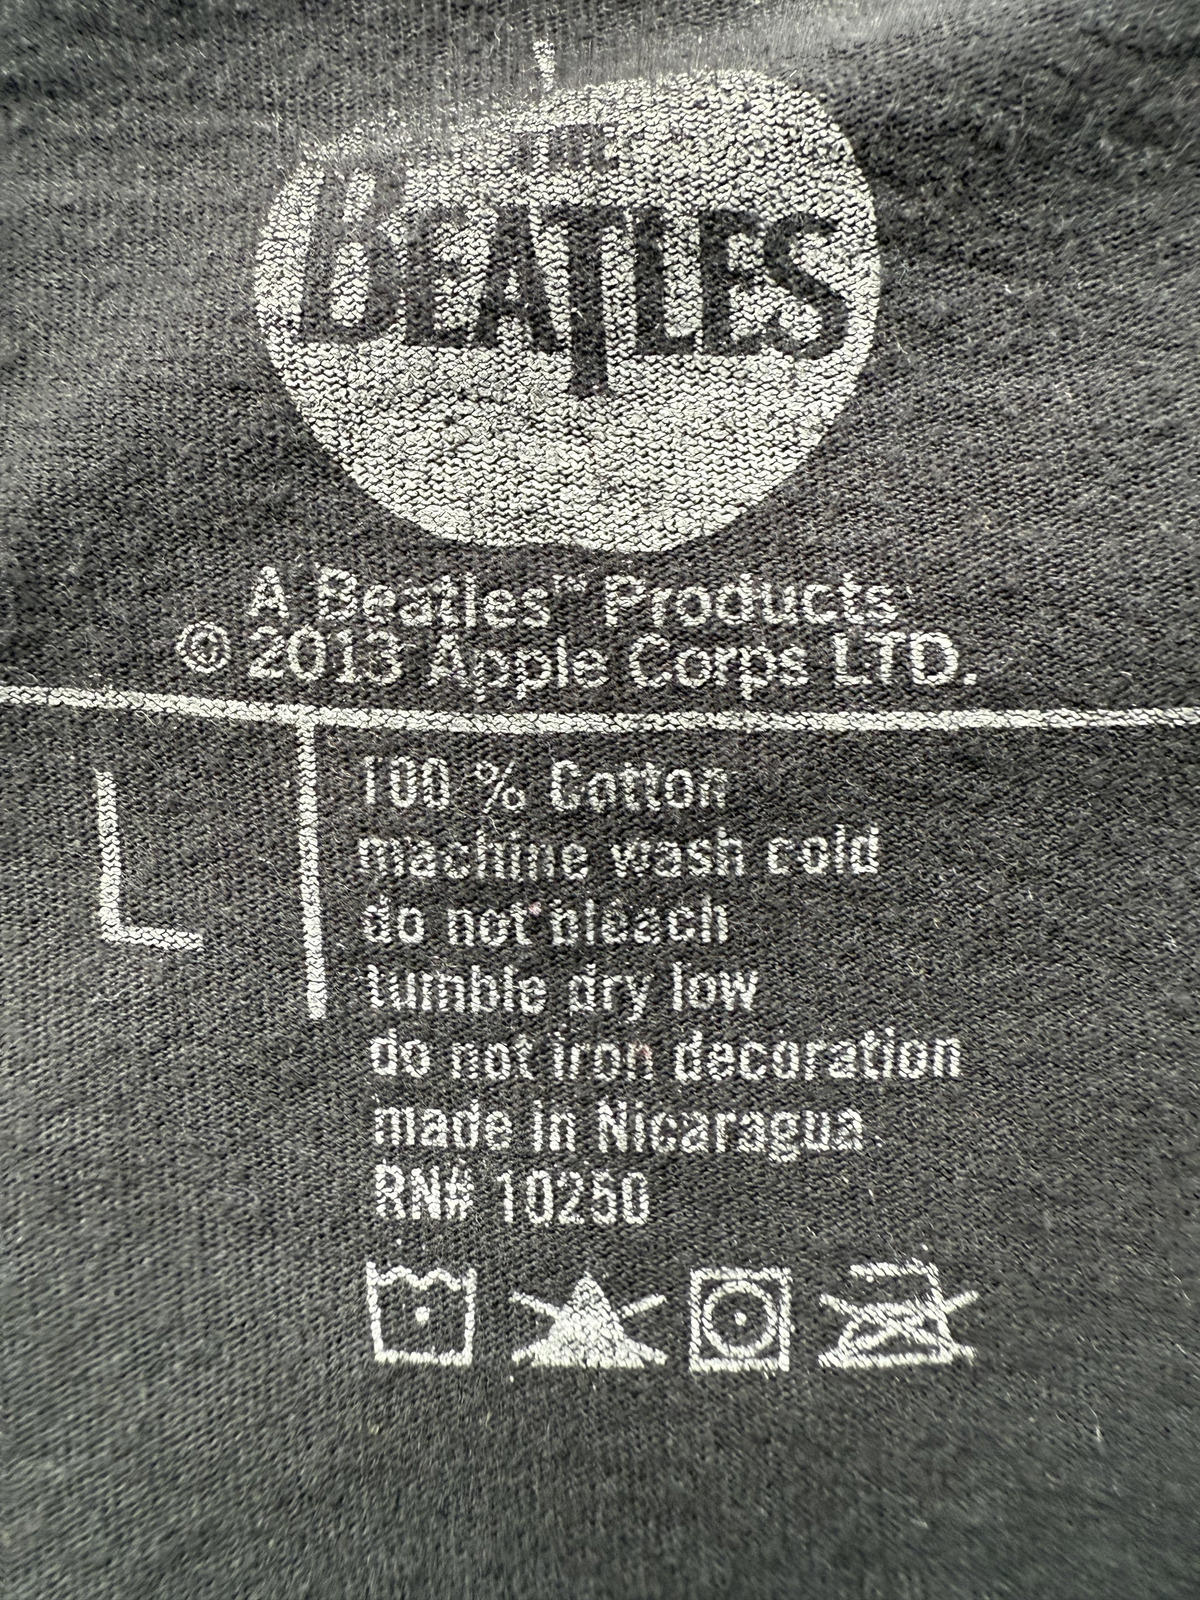 THE
BEATLES
A Beatles™ Products
© 2013 Apple Corps LTD.
L
100 % Cotton
machine wash cold
do not bleach
tumble dry low
do not iron decoration
made in Nicaragua
RN# 10250